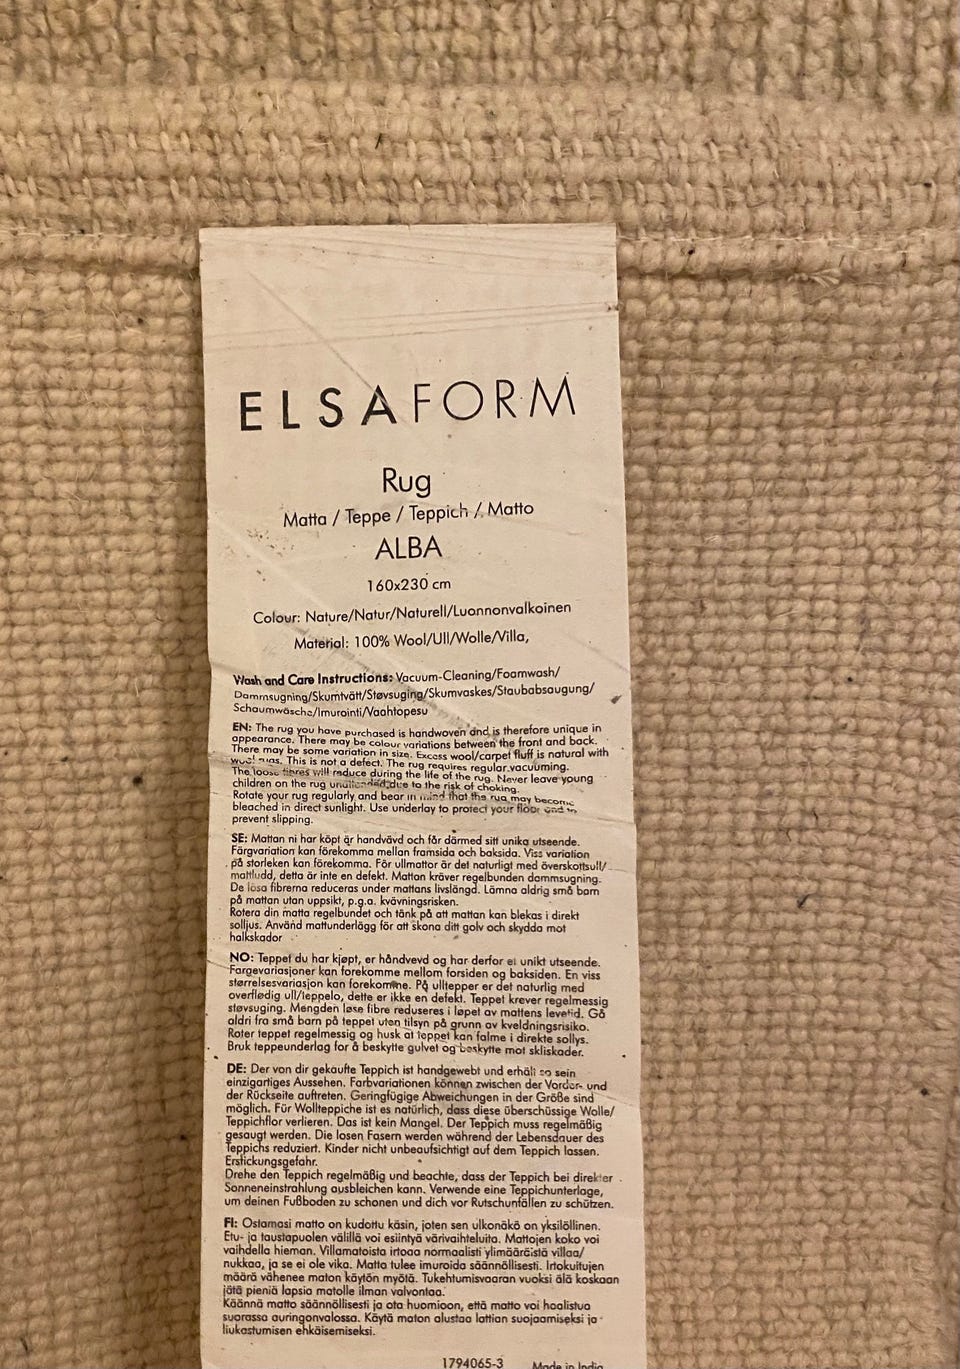 ELSAFORM
Rug
Matta / Teppe / Teppich / Matto
ALBA
160x230 cm
Colour: Nature/Natur/Naturell/Luonnonvalkoinen
Material: 100% Wool/Ull/Wolle/Villa,
Wash and Care Instructions: Vacuum-Cleaning/Foamwash/
Dammsugning/Skumtvätt/Støvsuging/Skumvaskes/Staubabsaugung/
Schaumwäsche/Imurointi/Vaahtopesu
EN: The rug you have purchased is handwoven and is therefore unique in
appearance. There may be colour variations between the front and back.
There may be some variation in size. Excess wool/carpet fluff is natural with
wool rugs. This is not a defect. The rug requires regular vacuuming.
The loose fibres will reduce during the life of the rug. Never leave young
children on the rug unattended due to the risk of choking.
Rotate your rug regularly and bear in mind that the rug may become
bleached in direct sunlight. Use underlay to protect your floor and to
prevent slipping.
SE: Mattan ni har köpt är handvävd och får därmed sitt unika utseende.
Färgvariation kan förekomma mellan framsida och baksida. Viss variation
på storleken kan förekomma. För ullmattor är det naturligt med överskottsull/
mattludd, detta är inte en defekt. Mattan kräver regelbunden dammsugning.
De lösa fibrerna reduceras under mattans livslängd. Lämna aldrig små barn
på mattan utan uppsikt, p.g.a. kvävningsrisken.
Rotera din matta regelbundet och tänk på att mattan kan blekas i direkt
solljus. Använd mattunderlägg för att skona ditt golv och skydda mot
halkskador
NO: Teppet du har kjøpt, er håndvevd og har derfor ei unikt utseende.
Fargevariasjoner kan forekomme mellom forsiden og baksiden. En viss
størrelsesvariasjon kan forekomme. På ulltepper er det naturlig med
overflødig ull/teppelo, dette er ikke en defekt. Teppet krever regelmessig
støvsuging. Mengden løse fibre reduseres i løpet av mattens levetid. Gå
aldri fra små barn på teppet uten tilsyn på grunn av kveldningsrisiko.
Roter teppet regelmessig og husk at teppet kan falme i direkte sollys.
Bruk teppeunderlag for å beskytte gulvet og beskytte mot skliskader.
DE: Der von dir gekaufte Teppich ist handgewebt und erhält so sein
einzigartiges Aussehen. Farbvariationen können zwischen der Vorder- und
der Rückseite auftreten. Geringfügige Abweichungen in der Größe sind
möglich. Für Wollteppiche ist es natürlich, dass diese überschüssige Wolle/
Teppichflor verlieren. Das ist kein Mangel. Der Teppich muss regelmäßig
gesaugt werden. Die losen Fasern werden während der Lebensdauer des
Teppichs reduziert. Kinder nicht unbeaufsichtigt auf dem Teppich lassen.
Erstickungsgefahr.
Drehe den Teppich regelmäßig und beachte, dass der Teppich bei direkter
Sonneneinstrahlung ausbleichen kann. Verwende eine Teppichunterlage,
um deinen Fußboden zu schonen und dich vor Rutschunfällen zu schützen.
FI: Ostamasi matto on kudottu käsin, joten sen ulkonäkö on yksilöllinen.
Etu- ja taustapuolen välillä voi esiintyä värivaihteluita. Mattojen koko voi
vaihdella hieman. Villamatoista irtoaa normaalisti ylimääräistä villaa/
nukkaa, ja se ei ole vika. Matta tulee imuroida säännöllisesti. Irtokuitujen
määrä vähenee maton käytön myötä. Tukehtumisvaaran vuoksi älä koskaan
jätä pieniä lapsia matolle ilman valvontaa.
Käännä matto säännöllisesti ja ota huomioon, että matto voi haalistua
suorassa auringonvalossa. Käytä maton alustaa lattian suojaamiseksi ja
liukastumisen ehkäisemiseksi.
1794065-3 Made in India